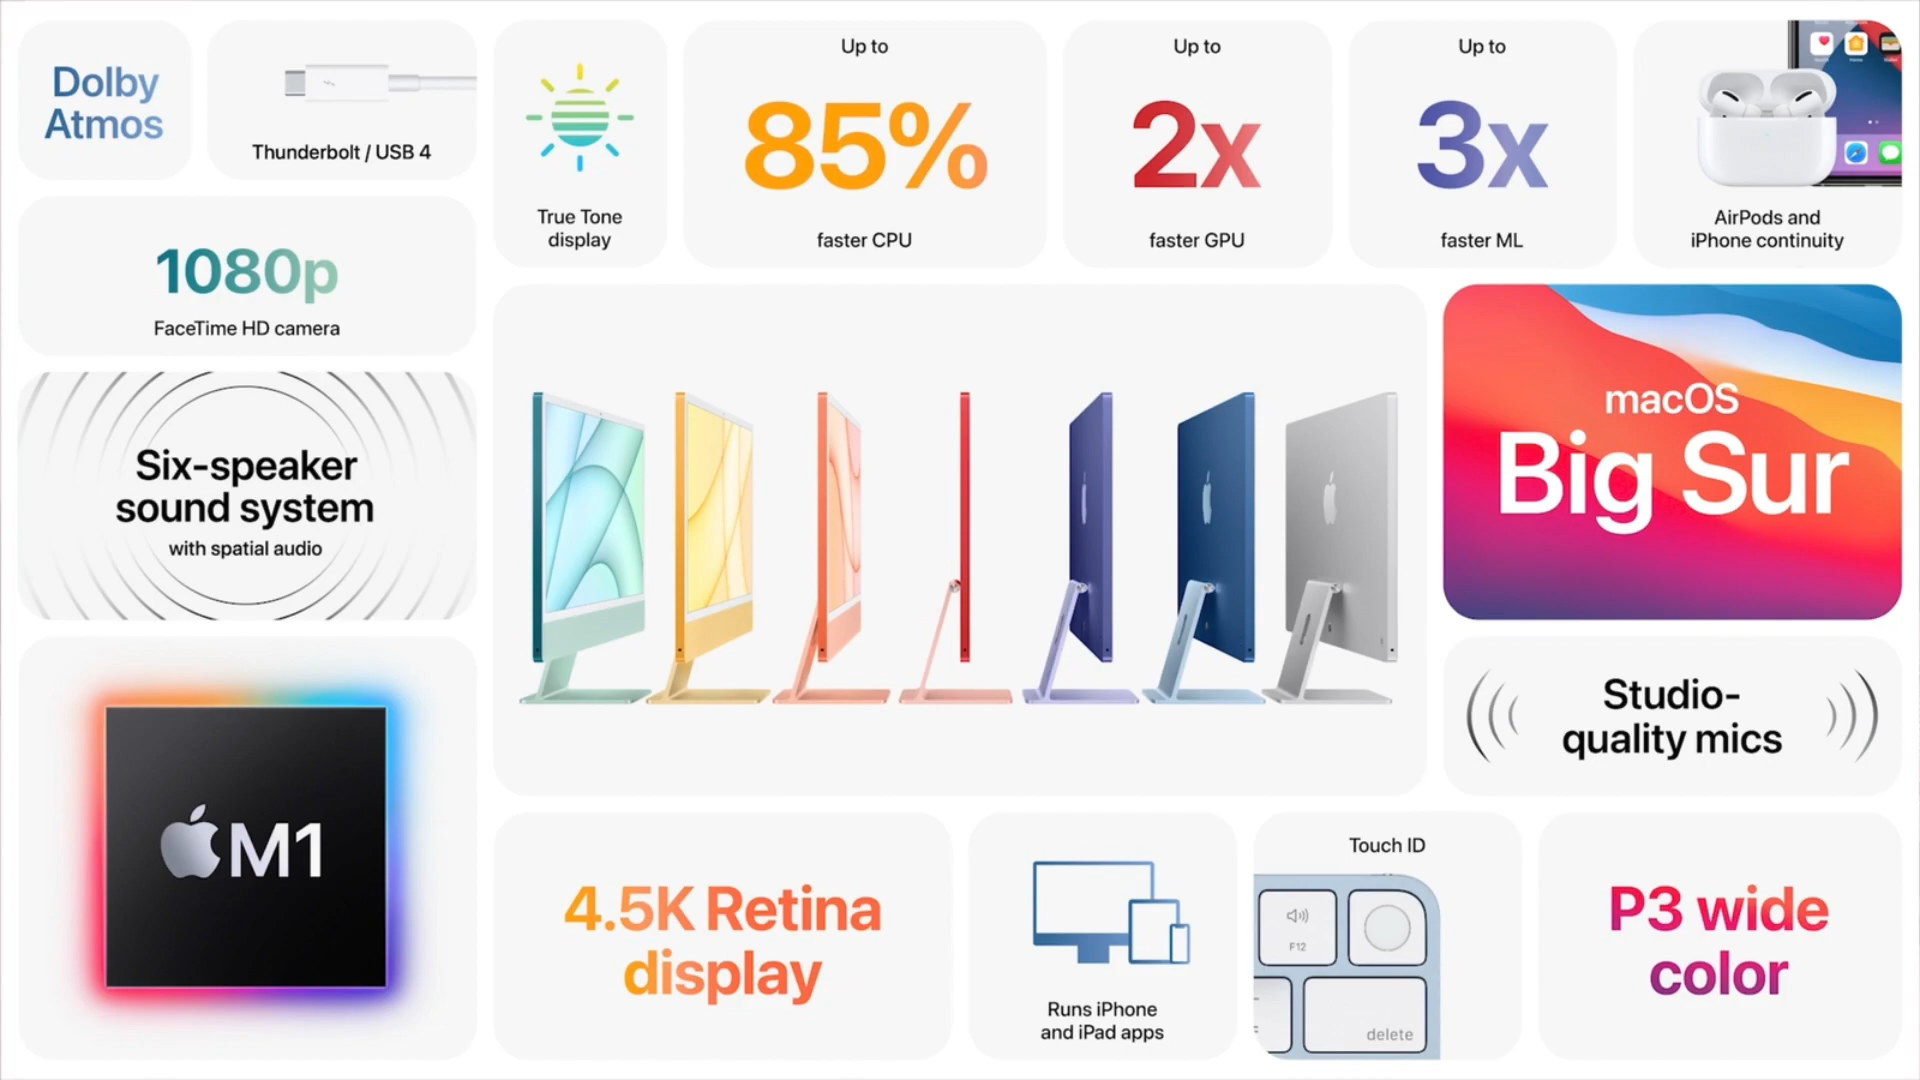 Dolby
Atmos
Thunderbolt / USB 4
True Tone
display
Up to
85%
faster CPU
Up to
2x
faster GPU
Up to
3x
faster ML
AirPods and
iPhone continuity
1080p
FaceTime HD camera
Six-speaker
sound system
with spatial audio
macOS
Big Sur
Studio-
quality mics
M1
4.5K Retina
display
Runs iPhone
and iPad apps
Touch ID
F12
delete
P3 wide
color